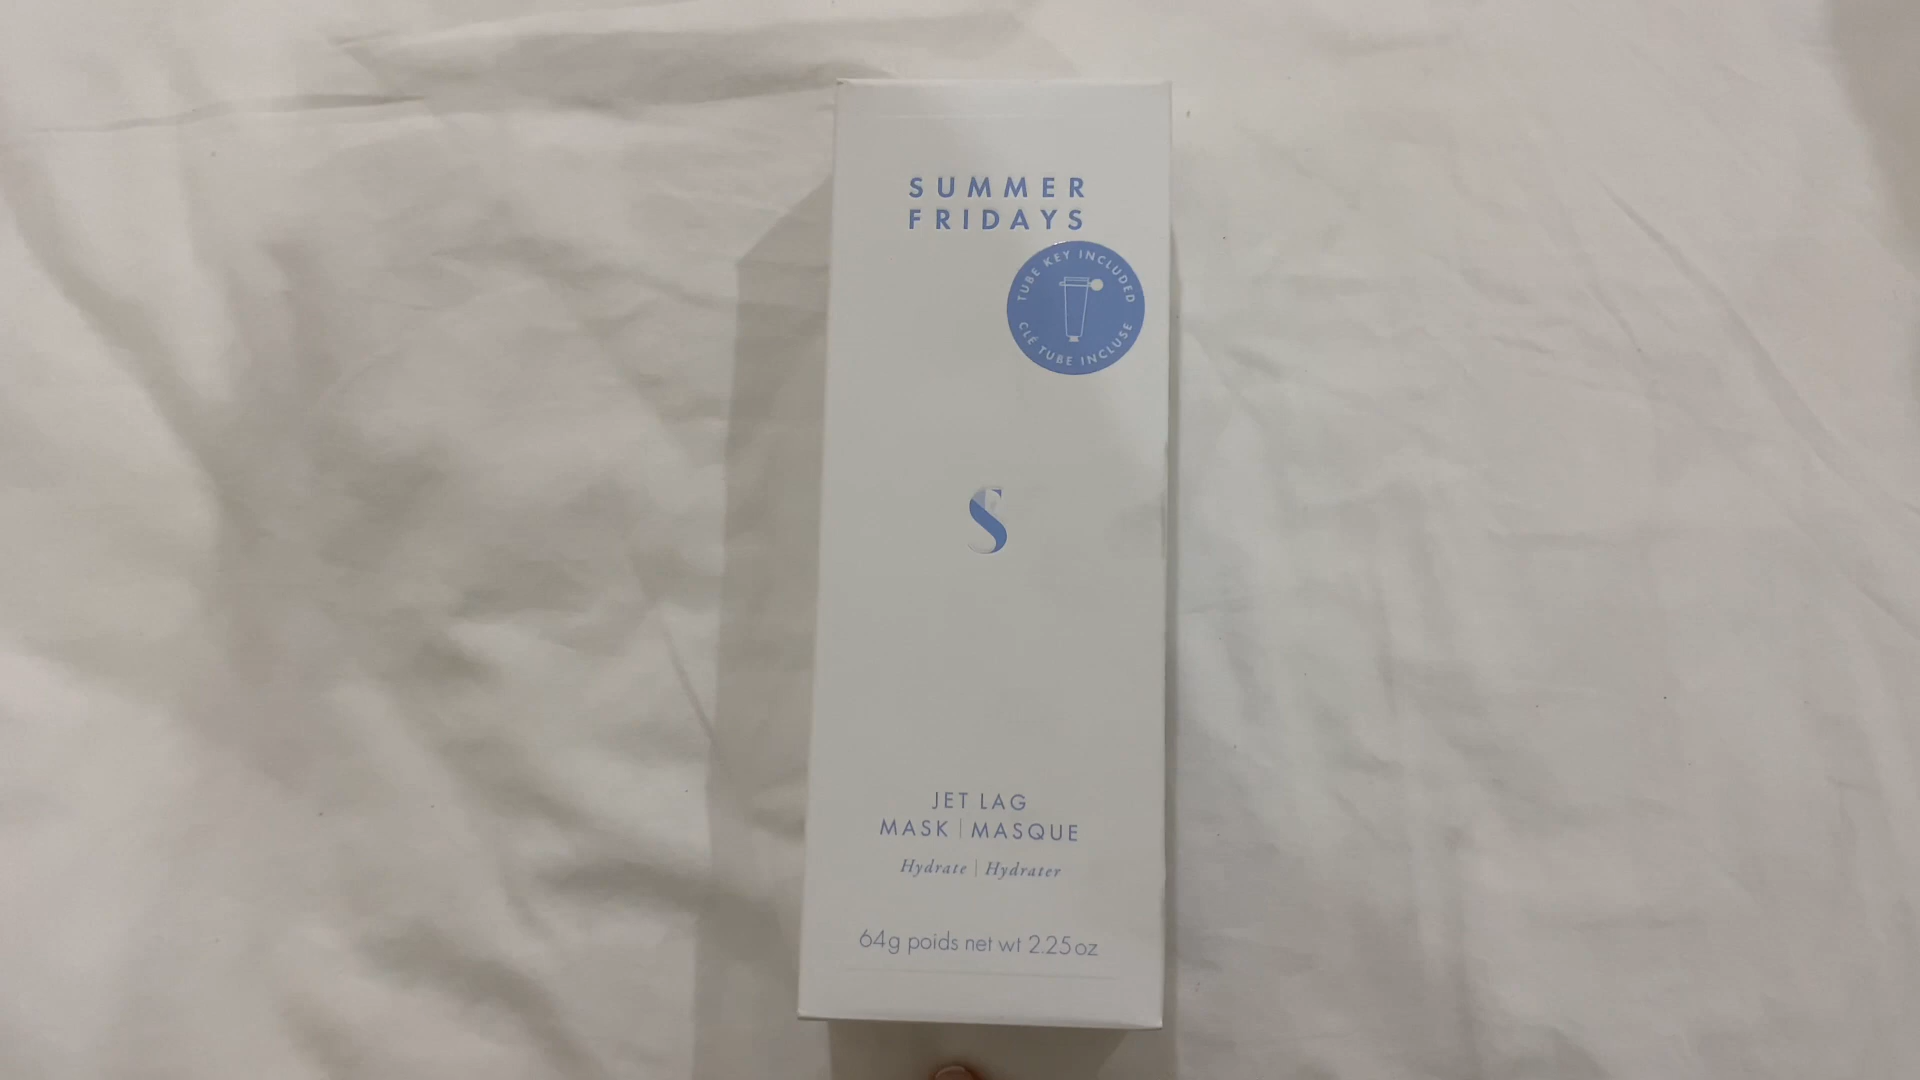 SUMMER
FRIDAYS
TUBE KEY INCLUDED
CLÉ TUBE INCLUSE
S
JET LAG
MASK | MASQUE
Hydrate | Hydrater
64g poids net wt 2.25oz